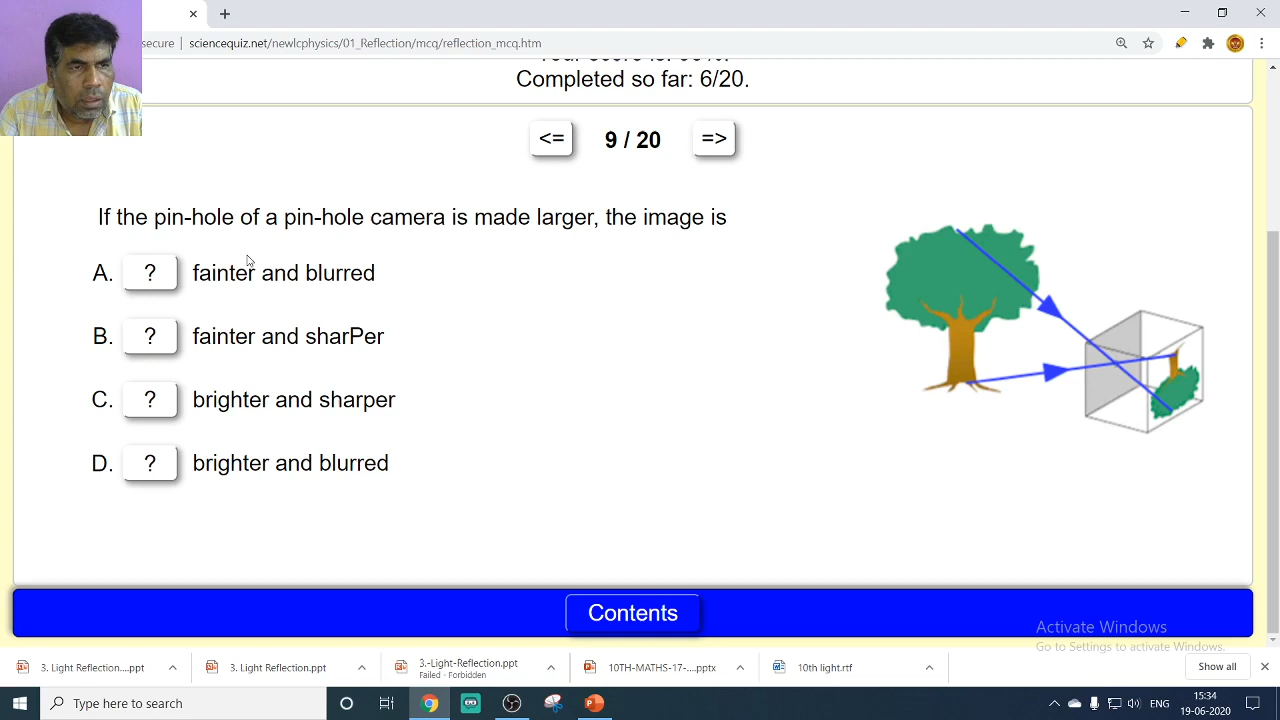 secure | sciencequiz.net/newlcphysics/01_Reflection/mcq/reflection_mcq.htm
Completed so far: 6/20.
<= 9 / 20 =>
If the pin-hole of a pin-hole camera is made larger, the image is
A. ? fainter and blurred
B. ? fainter and sharPer
C. ? brighter and sharper
D. ? brighter and blurred
Contents
Activate Windows
Go to Settings to activate Windows.
3. Light Reflection....ppt
3. Light Reflection.ppt
3.-Light-Reflection.ppt
Failed - Forbidden
10TH-MATHS-17-....pptx
10th light.rtf
Show all
Type here to search
ENG
15:34
19-06-2020